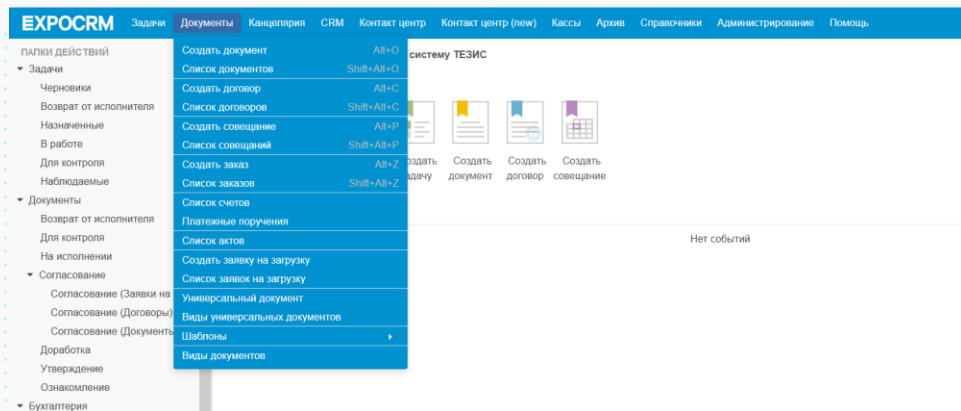 EXPOCRM Задачи Документы Канцелярия CRM Контакт центр Контакт центр (new) Кассы Архив Справочники Администрирование Помощь
ПАПКИ ДЕЙСТВИЙ
Задачи
Черновики
Возврат от исполнителя
Назначенные
В работе
Для контроля
Наблюдаемые
Документы
Возврат от исполнителя
Для контроля
На исполнении
Согласование
Согласование (Заявки на
Согласование (Договоры)
Согласование (Документы
Доработка
Утверждение
Ознакомление
Бухгалтерия
Создать документ Alt+O
Список документов Shift+Alt+O
Создать договор Alt+C
Список договоров Shift+Alt+C
Создать совещание Alt+P
Список совещаний Shift+Alt+P
Создать заказ Alt+Z
Список заказов Shift+Alt+Z
Список счетов
Платежные поручения
Список актов
Создать заявку на загрузку
Список заявок на загрузку
Универсальный документ
Виды универсальных документов
Шаблоны
Виды документов
систему ТЕЗИС
оздать Создать Создать Создать
адачу документ договор совещание
Нет событий